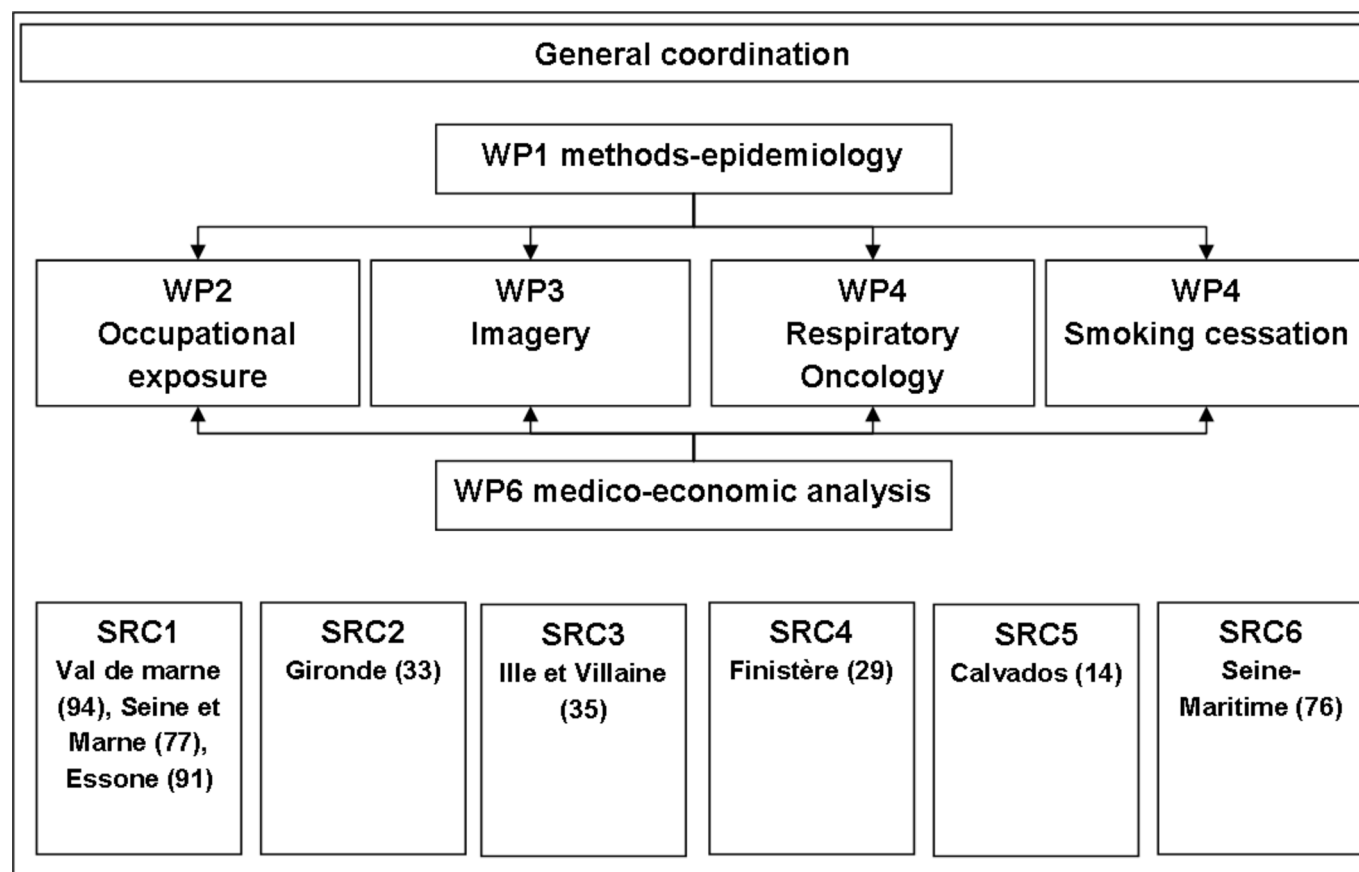 General coordination
WP1 methods-epidemiology
WP2
Occupational
exposure
WP3
Imagery
WP4
Respiratory
Oncology
WP4
Smoking cessation
WP6 medico-economic analysis
SRC1
Val de marne
(94), Seine et
Marne (77),
Essone (91)
SRC2
Gironde (33)
SRC3
Ille et Villaine
(35)
SRC4
Finistère (29)
SRC5
Calvados (14)
SRC6
Seine-
Maritime (76)